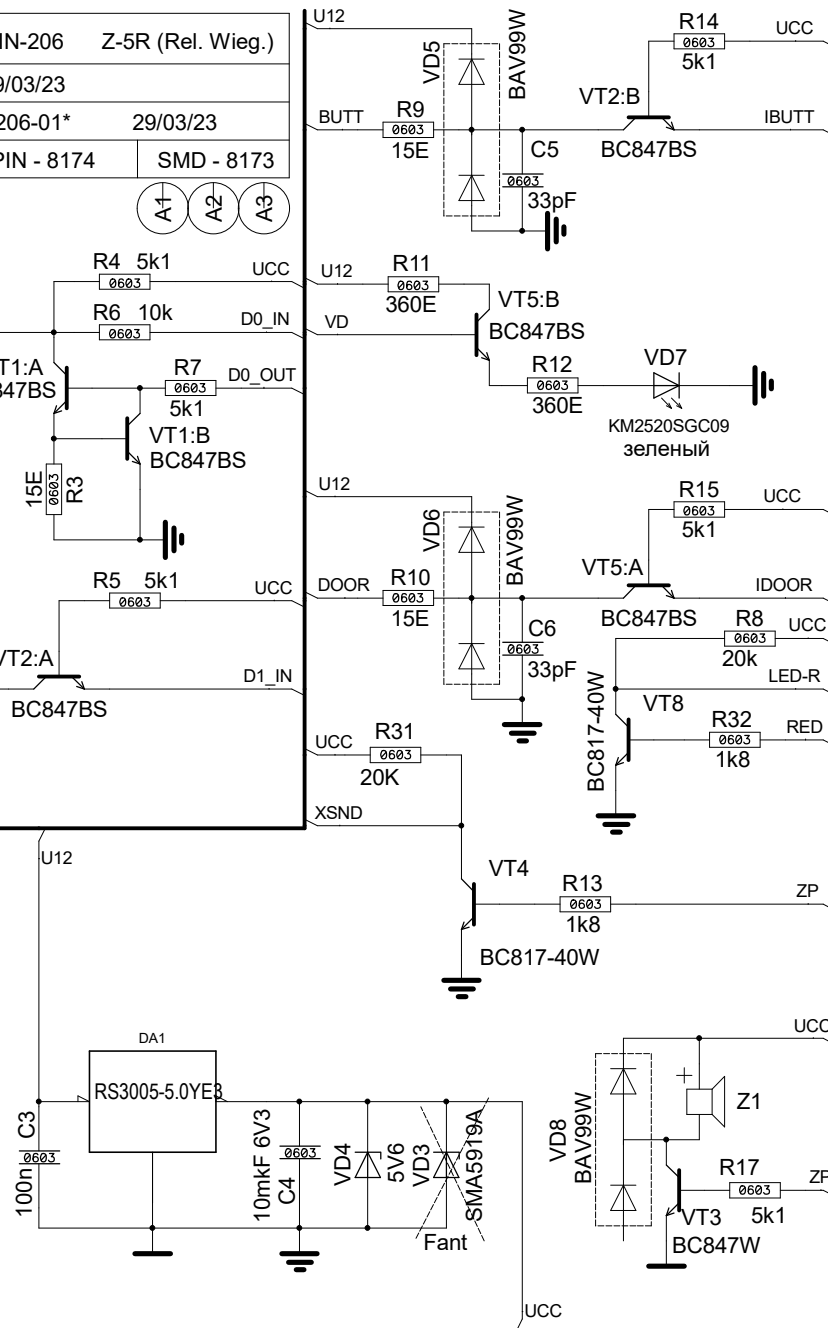 IN-206 Z-5R (Rel. Wieg.)
9/03/23
206-01* 29/03/23
PIN - 8174 SMD - 8173
A1 A2 A3
U12
VD5
BAV99W
R14
0603
5k1
UCC
BUTT
R9
0603
15E
C5
0603
33pF
VT2:B
BC847BS
IBUTT
R4 5k1
0603
UCC
R6 10k
0603
D0_IN
T1:A
847BS
R7
0603
5k1
D0_OUT
VT1:B
BC847BS
15E
0603
R3
R5 5k1
0603
UCC
VT2:A
BC847BS
D1_IN
U12
R11
0603
360E
VT5:B
BC847BS
VD
R12
0603
360E
VD7
KM2520SGC09
зеленый
U12
VD6
BAV99W
R15
0603
5k1
UCC
DOOR
R10
0603
15E
C6
0603
33pF
VT5:A
BC847BS
IDOOR
R8
0603
20k
UCC
LED-R
BC817-40W
VT8
R32
0603
1k8
RED
UCC
R31
0603
20K
XSND
VT4
BC817-40W
R13
0603
1k8
ZP
U12
DA1
RS3005-5.0YE3
C3
0603
100n
10mkF 6V3
0603
C4
VD4
5V6
VD3
SMA5919A
Fant
UCC
UCC
VD8
BAV99W
+
Z1
R17
0603
5k1
ZP
VT3
BC847W